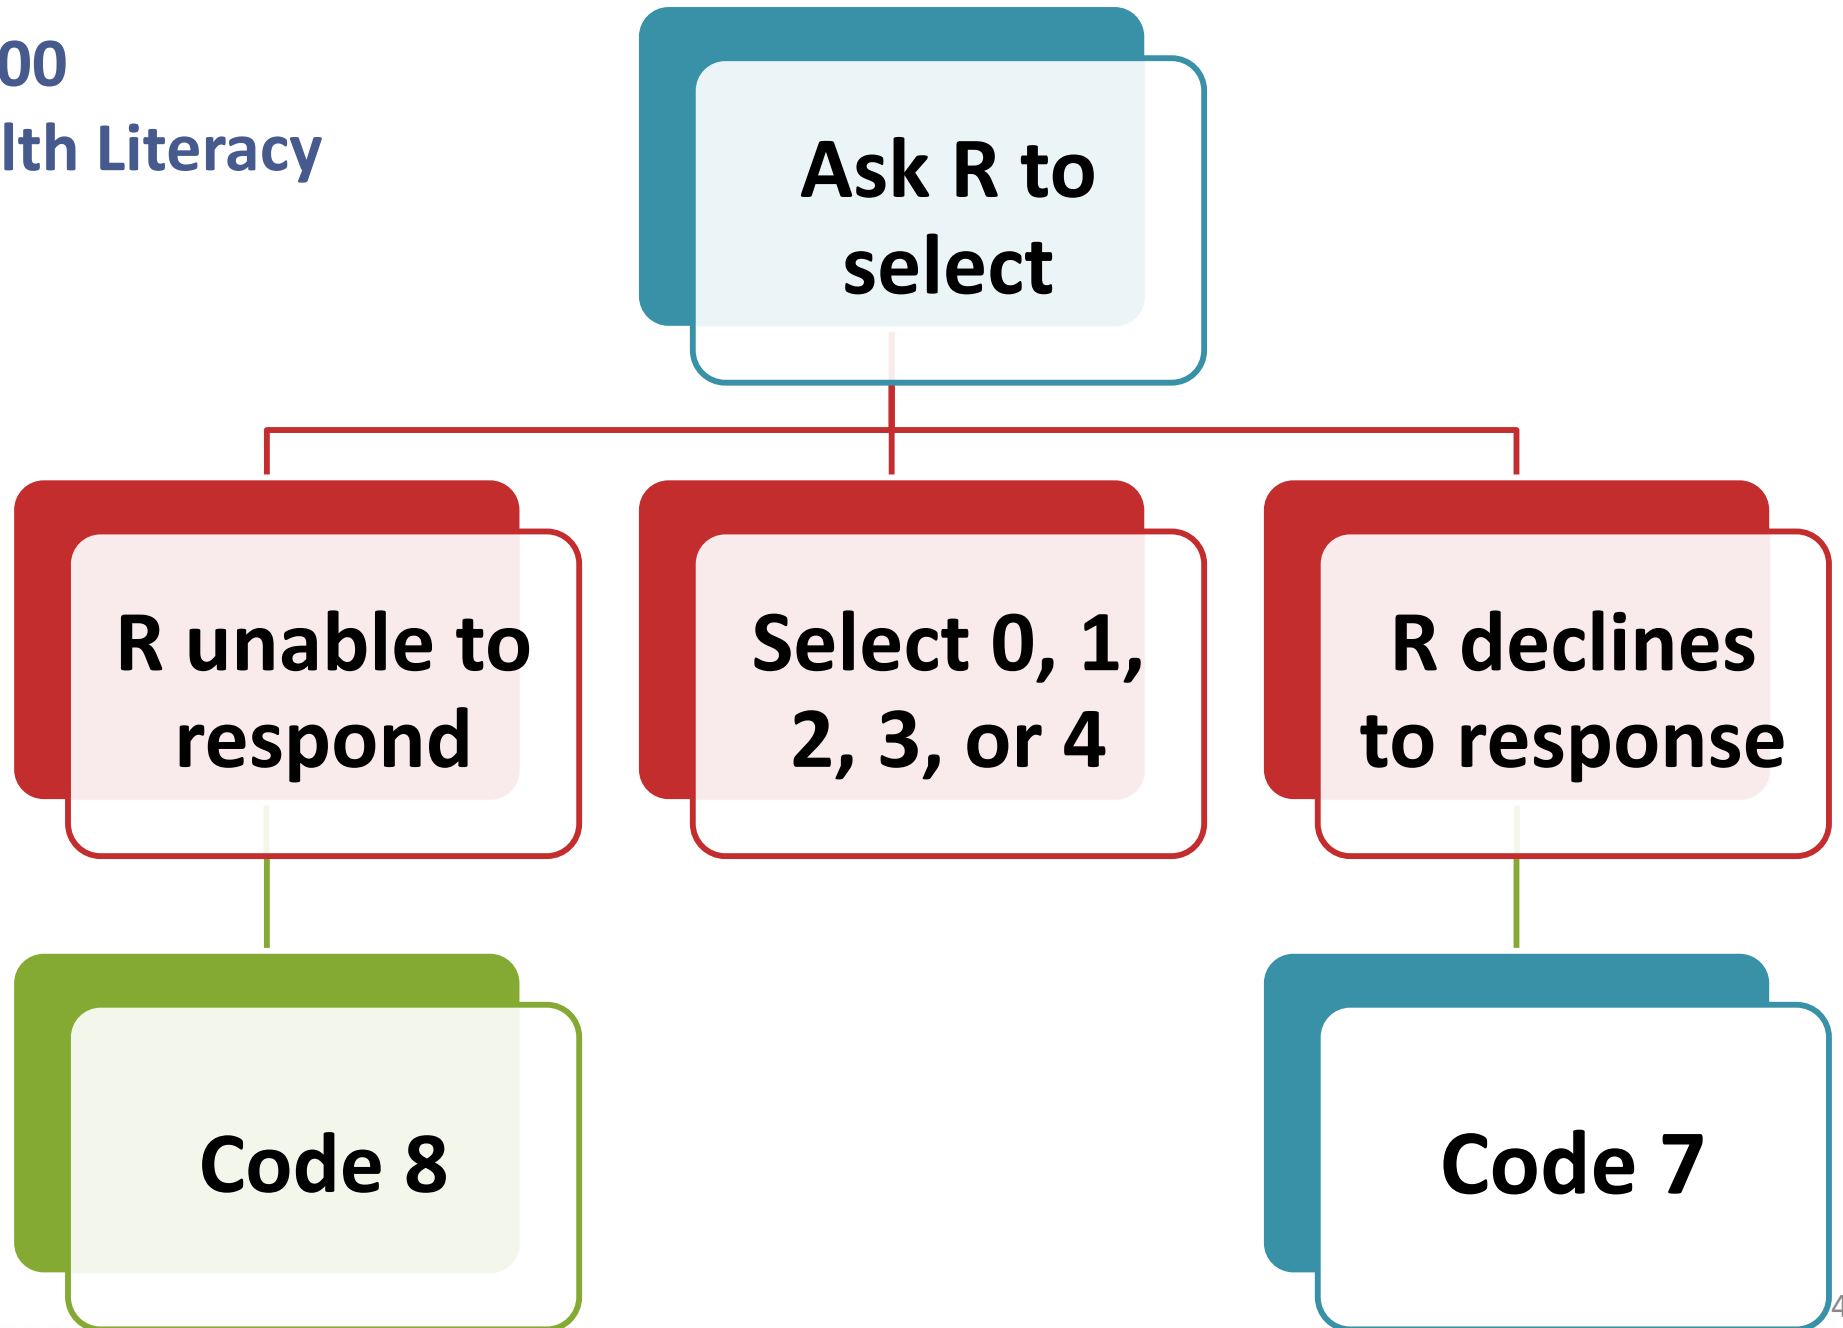 00
lth Literacy
Ask R to
select
R unable to
respond
Select 0, 1,
2, 3, or 4
R declines
to response
Code 8
Code 7
4